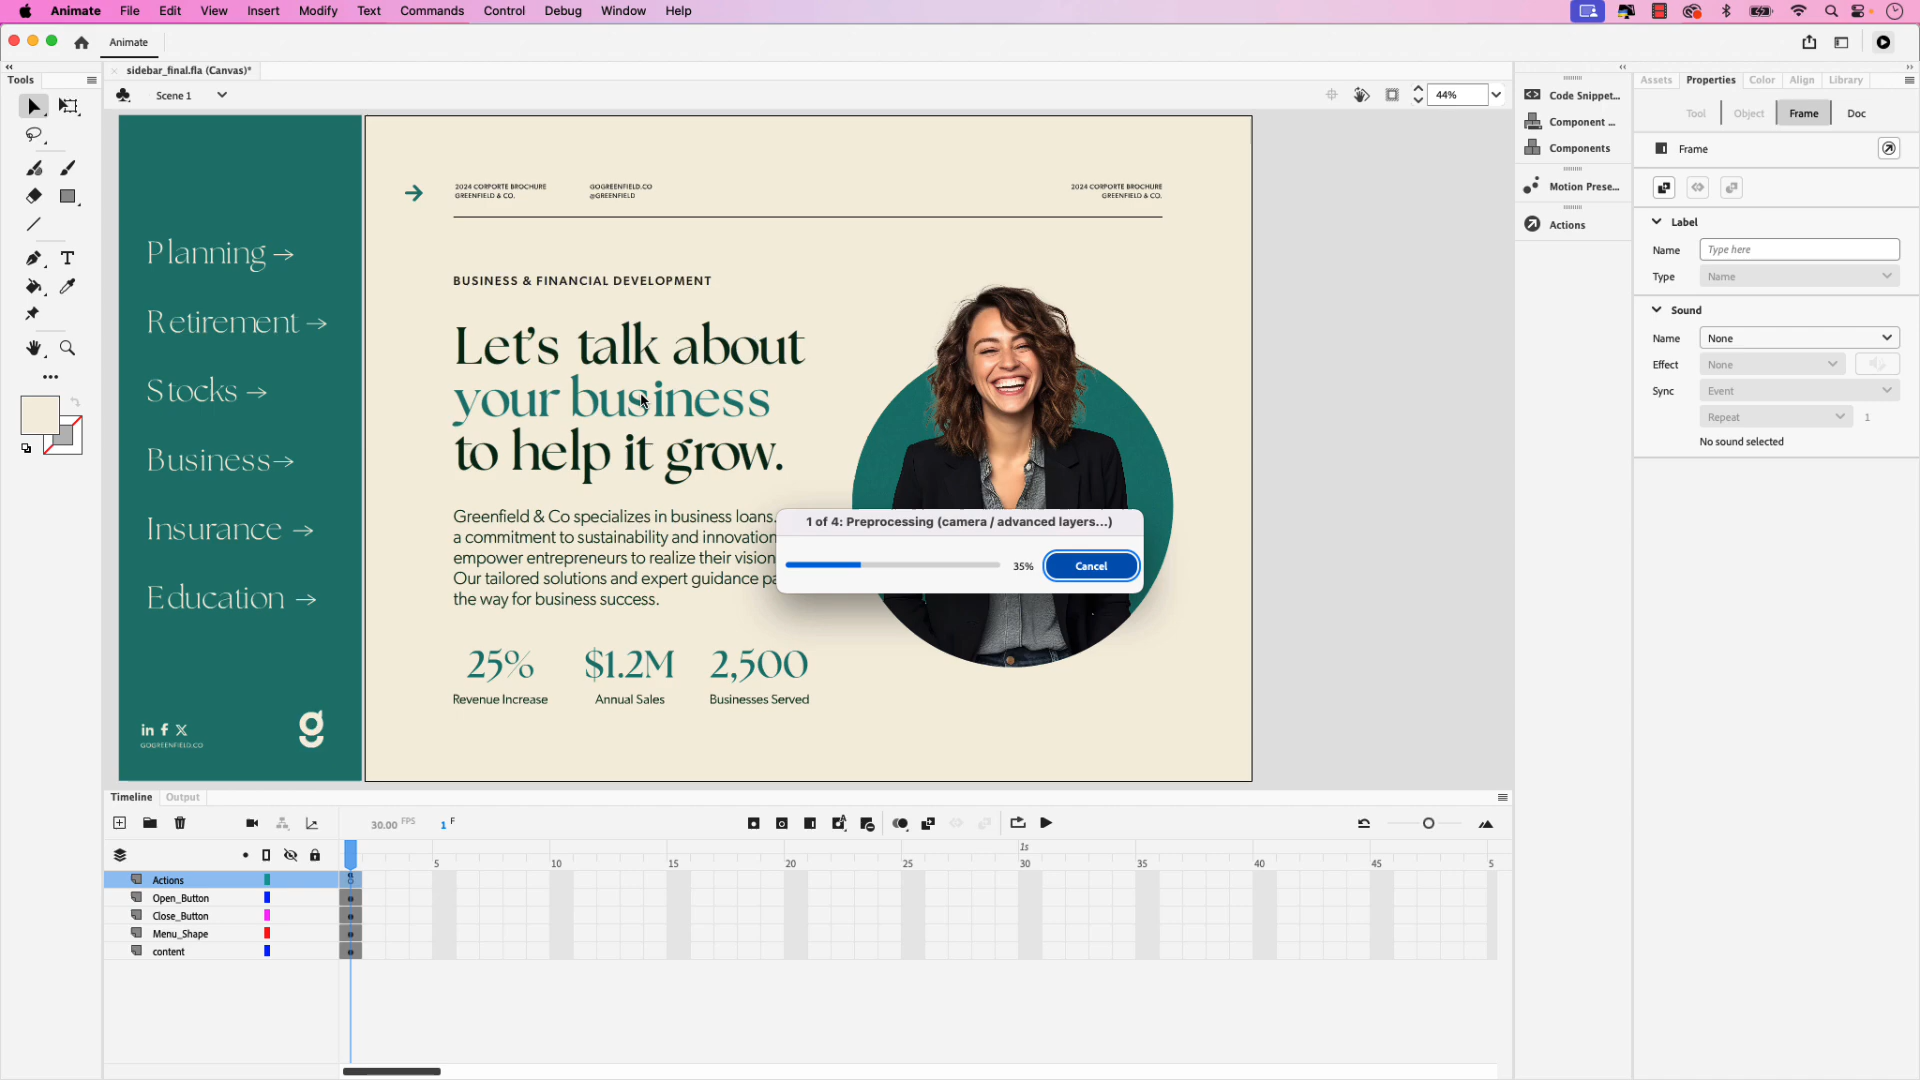 Animate File Edit View Insert Modify Text Commands Control Debug Window Help
Animate
Tools
sidebar_final.fla (Canvas)*
Scene 1
44%
Planning →
Retirement →
Stocks →
Business→
Insurance →
Education →
in f X
GOGREENFIELD.CO
g
2024 CORPORTE BROCHURE
GREENFIELD & CO.
GOGREENFIELD.CO
@GREENFIELD
2024 CORPORTE BROCHURE
GREENFIELD & CO.
BUSINESS & FINANCIAL DEVELOPMENT
Let’s talk about
your business
to help it grow.
Greenfield & Co specializes in business loans.
a commitment to sustainability and innovation
empower entrepreneurs to realize their vision
Our tailored solutions and expert guidance pa
the way for business success.
25%
Revenue Increase
$1.2M
Annual Sales
2,500
Businesses Served
1 of 4: Preprocessing (camera / advanced layers...)
35%
Cancel
Code Snippet...
Component ...
Components
Motion Prese...
Actions
Assets Properties Color Align Library
Tool Object Frame Doc
Frame
Label
Name Type here
Type Name
Sound
Name None
Effect None
Sync Event
Repeat 1
No sound selected
Timeline Output
30.00 FPS 1 F
1s
5 10 15 20 25 30 35 40 45 5
Actions
Open_Button
Close_Button
Menu_Shape
content